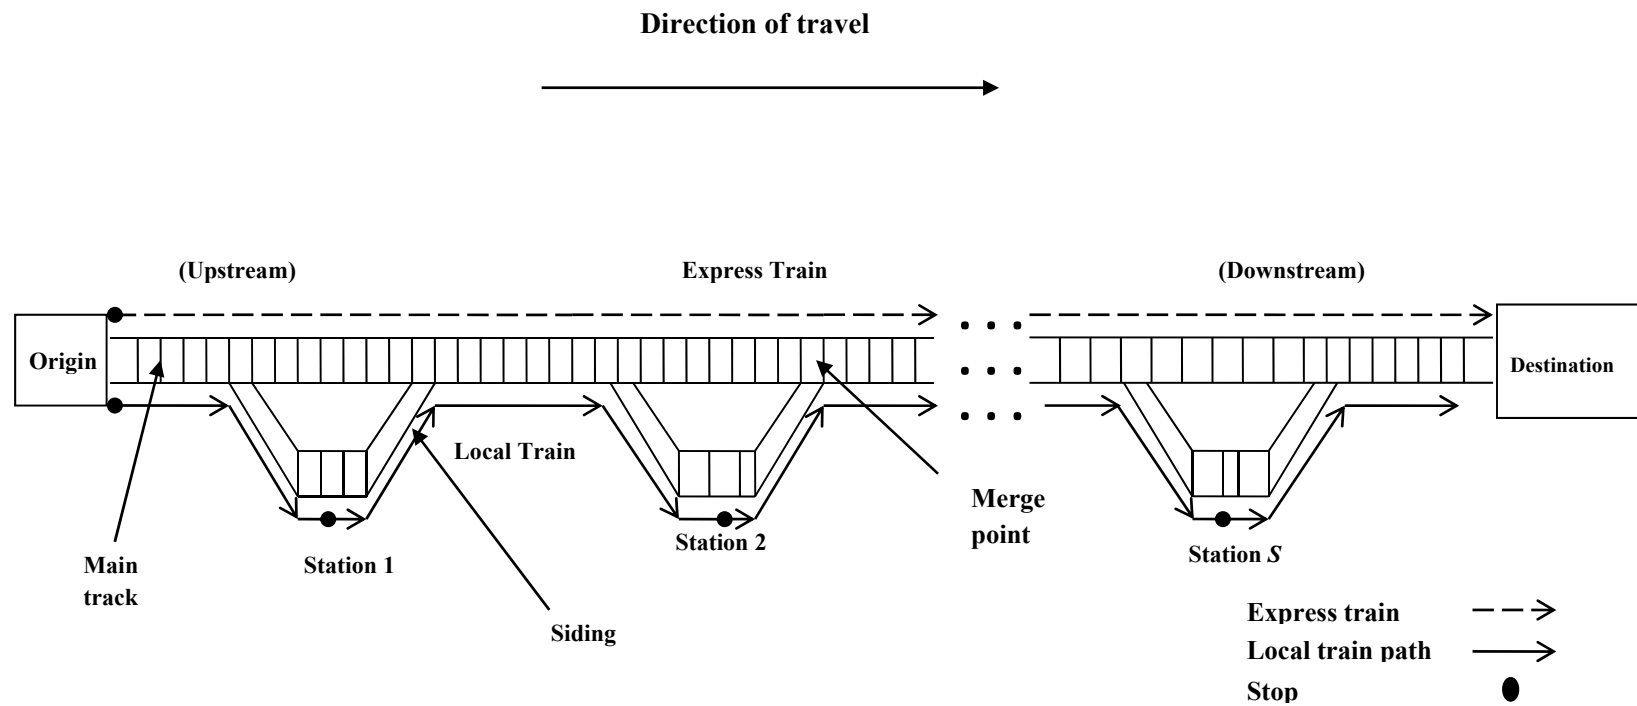 Direction of travel
(Upstream)
Express Train
(Downstream)
Origin
Destination
Local Train
Merge
point
Station 1
Station 2
Station S
Main
track
Siding
Express train
Local train path
Stop